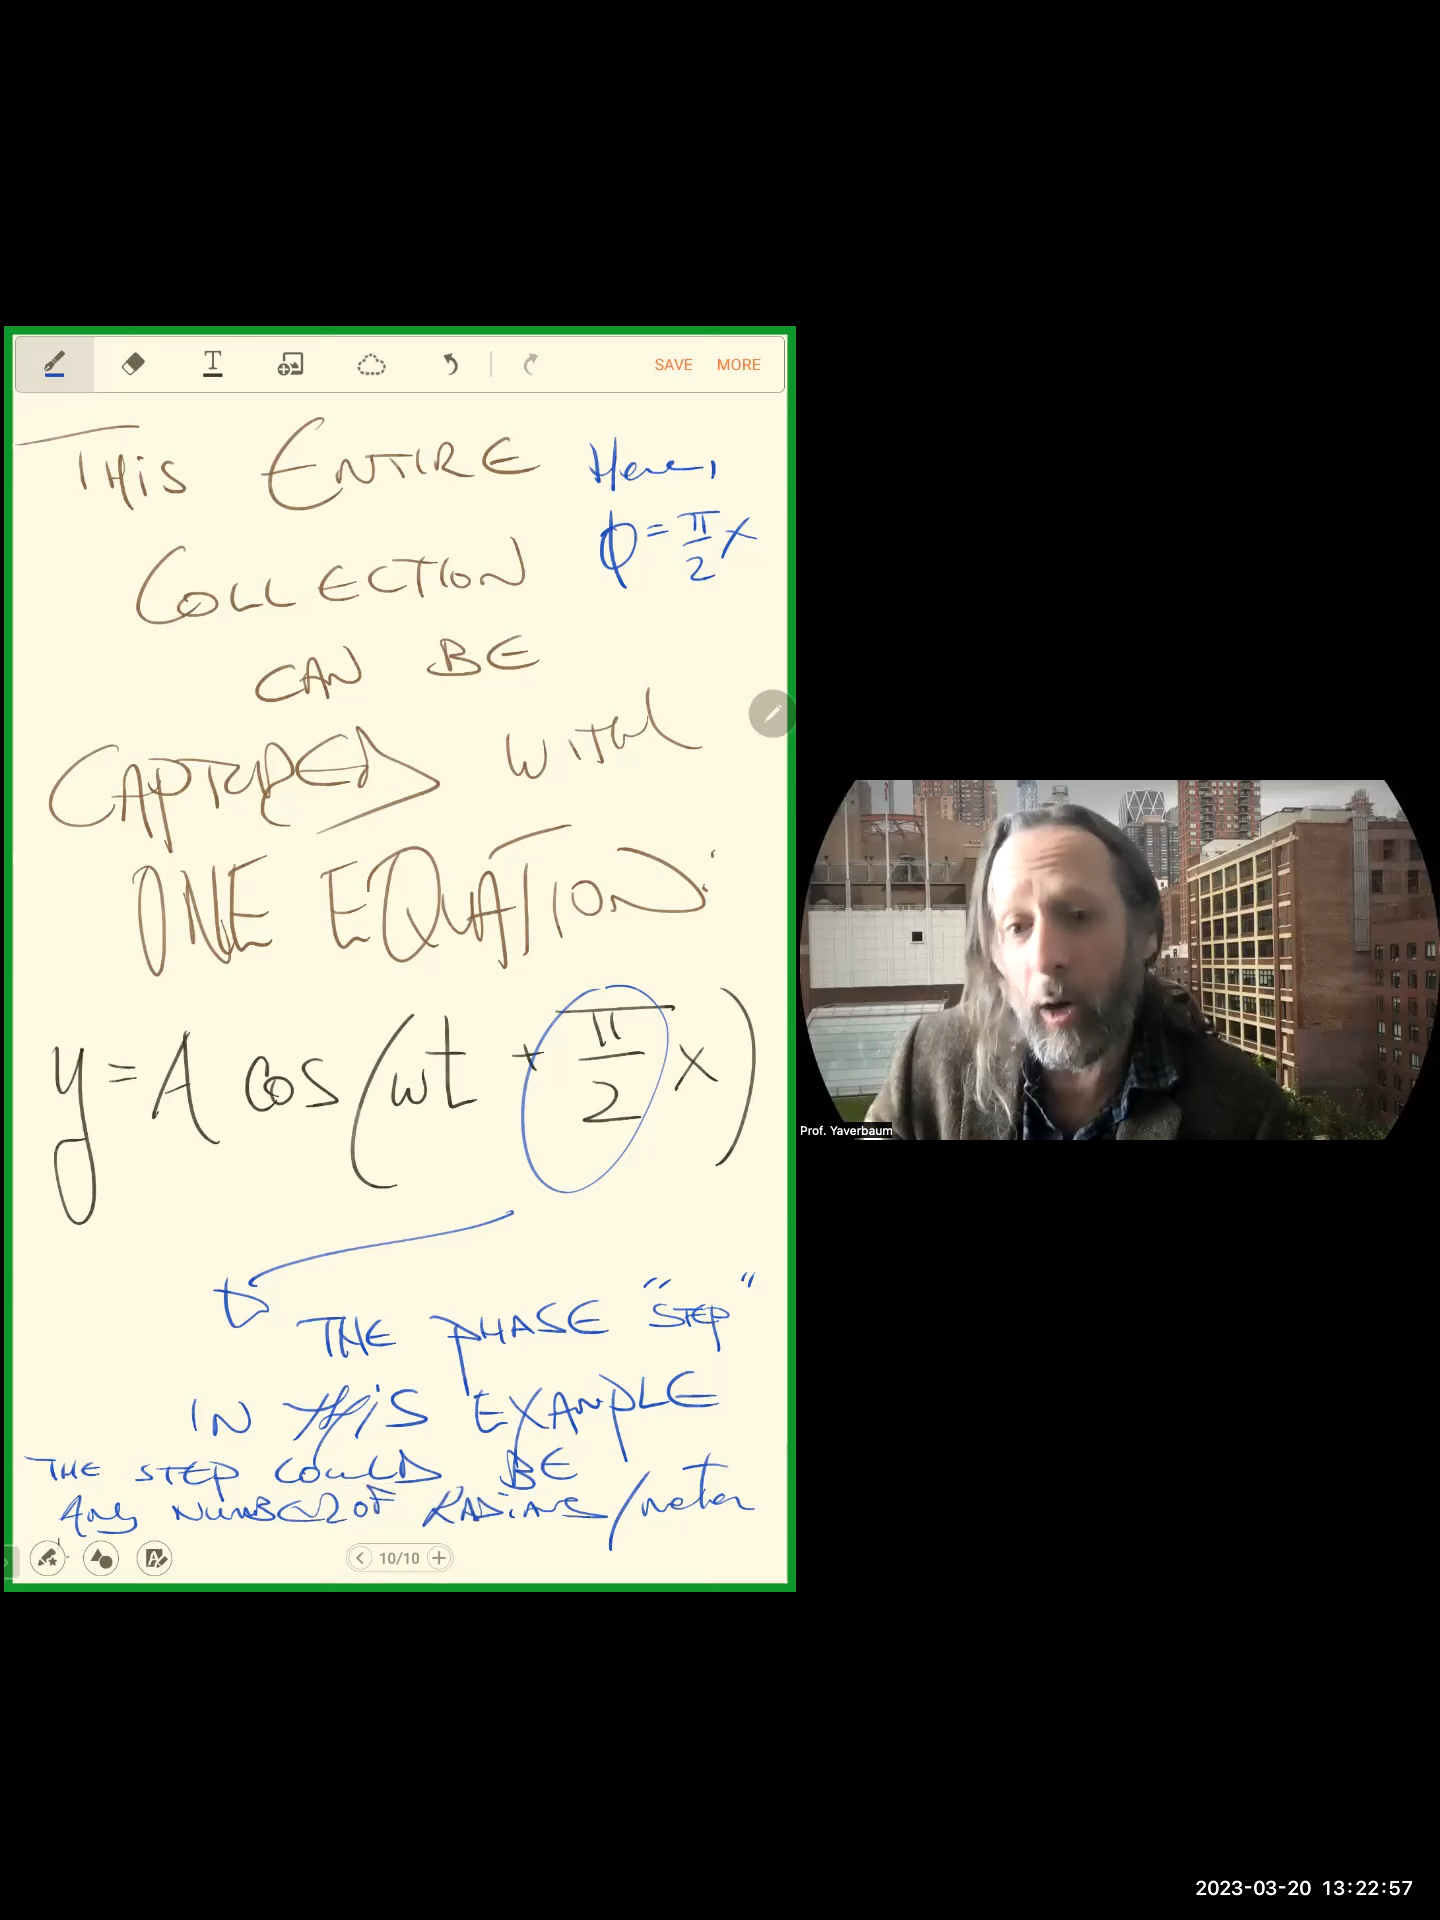 SAVE MORE
THIS ENTIRE
COLLECTION
CAN BE
CAPTURED WITH
ONE EQUATION:
Here,
φ = π/2 x
y = A cos(ωt + π/2 x)
THE PHASE "STEP"
IN THIS EXAMPLE
THE STEP COULD BE
ANY NUMBER OF RADIANS/meter
10/10
Prof. Yaverbaum
2023-03-20 13:22:57